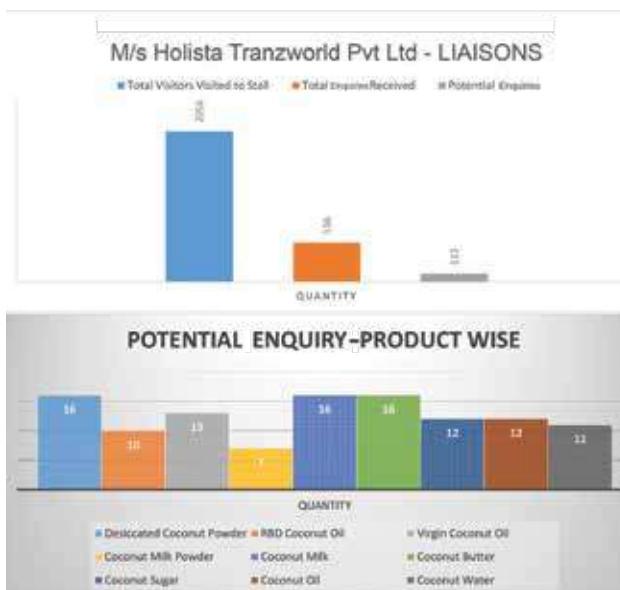 M/s Holista Tranzworld Pvt Ltd - LIAISONS
Total Visitors Visited to Stall Total Enquiries Received Potential Enquiries
QUANTITY
POTENTIAL ENQUIRY-PRODUCT WISE
16 10 13 7 16 16 12 12 11
QUANTITY
Desiccated Coconut Powder RBD Coconut Oil Virgin Coconut Oil
Coconut Milk Powder Coconut Milk Coconut Butter
Coconut Sugar Coconut Oil Coconut Water